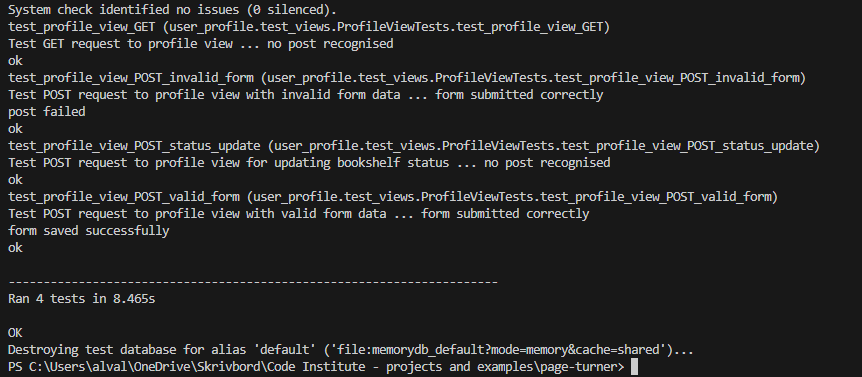 System check identified no issues (0 silenced).
test_profile_view_GET (user_profile.test_views.ProfileViewTests.test_profile_view_GET)
Test GET request to profile view ... no post recognised
ok
test_profile_view_POST_invalid_form (user_profile.test_views.ProfileViewTests.test_profile_view_POST_invalid_form)
Test POST request to profile view with invalid form data ... form submitted correctly
post failed
ok
test_profile_view_POST_status_update (user_profile.test_views.ProfileViewTests.test_profile_view_POST_status_update)
Test POST request to profile view for updating bookshelf status ... no post recognised
ok
test_profile_view_POST_valid_form (user_profile.test_views.ProfileViewTests.test_profile_view_POST_valid_form)
Test POST request to profile view with valid form data ... form submitted correctly
form saved successfully
ok

----------------------------------------------------------------------
Ran 4 tests in 8.465s

OK
Destroying test database for alias 'default' ('file:memorydb_default?mode=memory&cache=shared')...
PS C:\Users\alval\OneDrive\Skrivbord\Code Institute - projects and examples\page-turner>